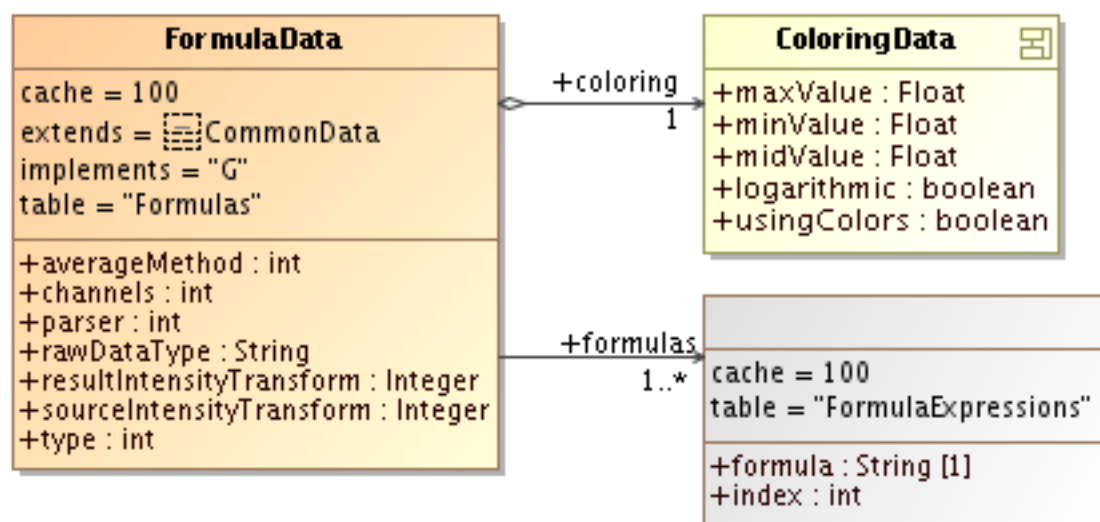 FormulaData
cache = 100
extends = CommonData
implements = "G"
table = "Formulas"
+averageMethod : int
+channels : int
+parser : int
+rawDataType : String
+resultIntensityTransform : Integer
+sourceIntensityTransform : Integer
+type : int
+coloring
1
ColoringData
+maxValue : Float
+minValue : Float
+midValue : Float
+logarithmic : boolean
+usingColors : boolean
+formulas
1..*
cache = 100
table = "FormulaExpressions"
+formula : String [1]
+index : int